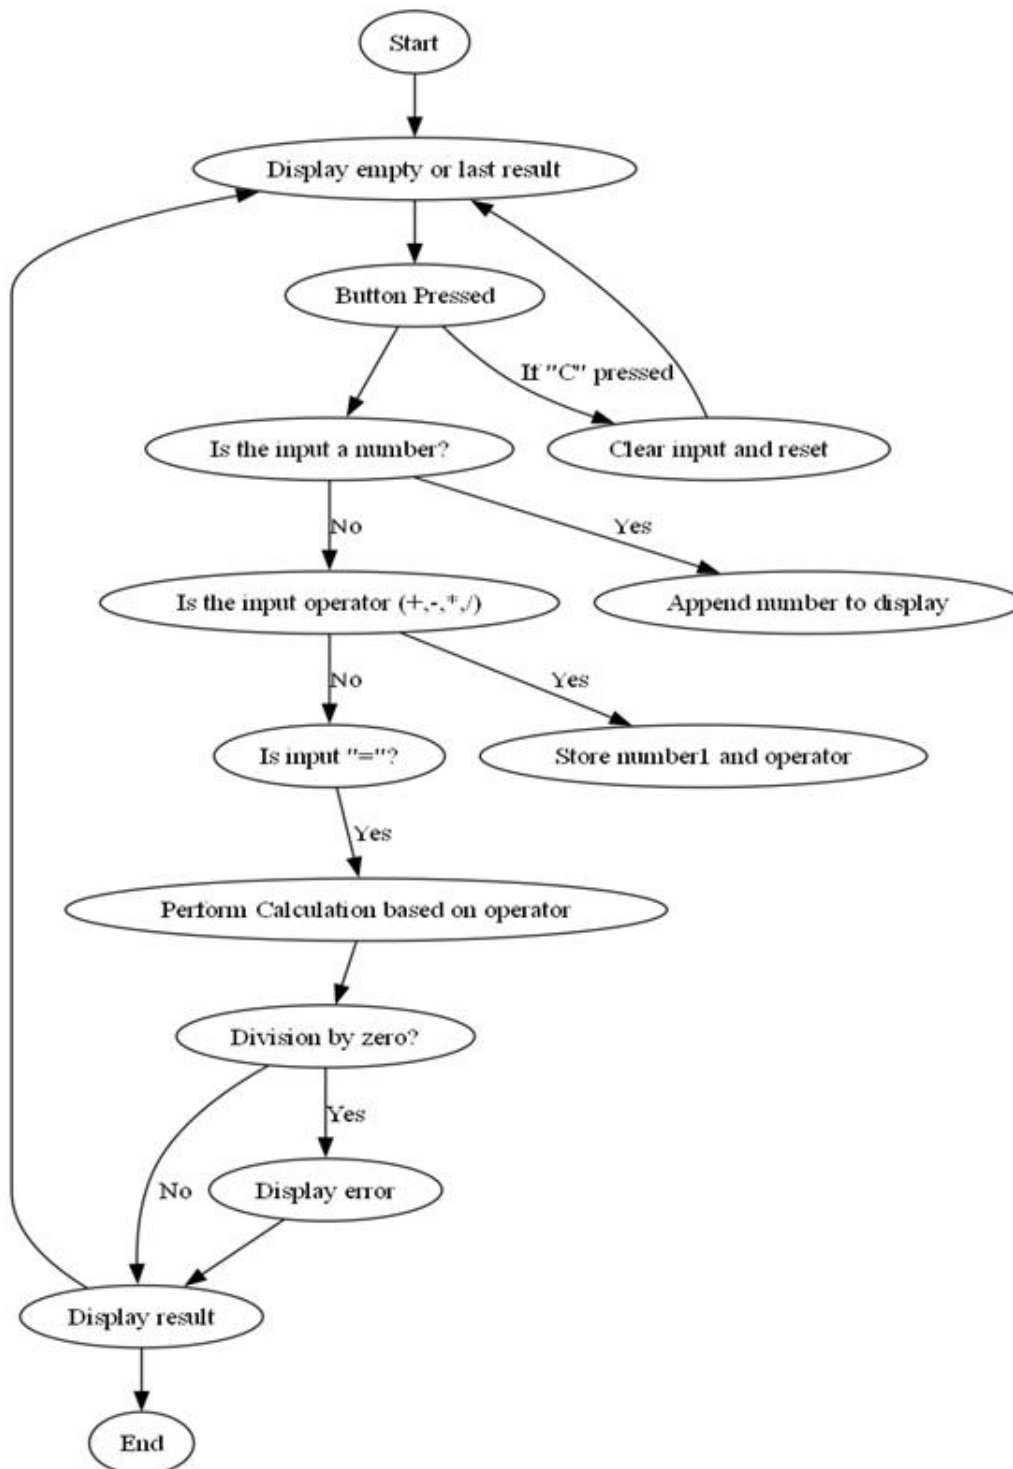 Start
Display empty or last result
Button Pressed
If "C" pressed
Is the input a number?
Clear input and reset
No
Yes
Is the input operator (+,-,*,/)
Append number to display
No
Yes
Is input "="?
Store number1 and operator
Yes
Perform Calculation based on operator
Division by zero?
Yes
No
Display error
Display result
End